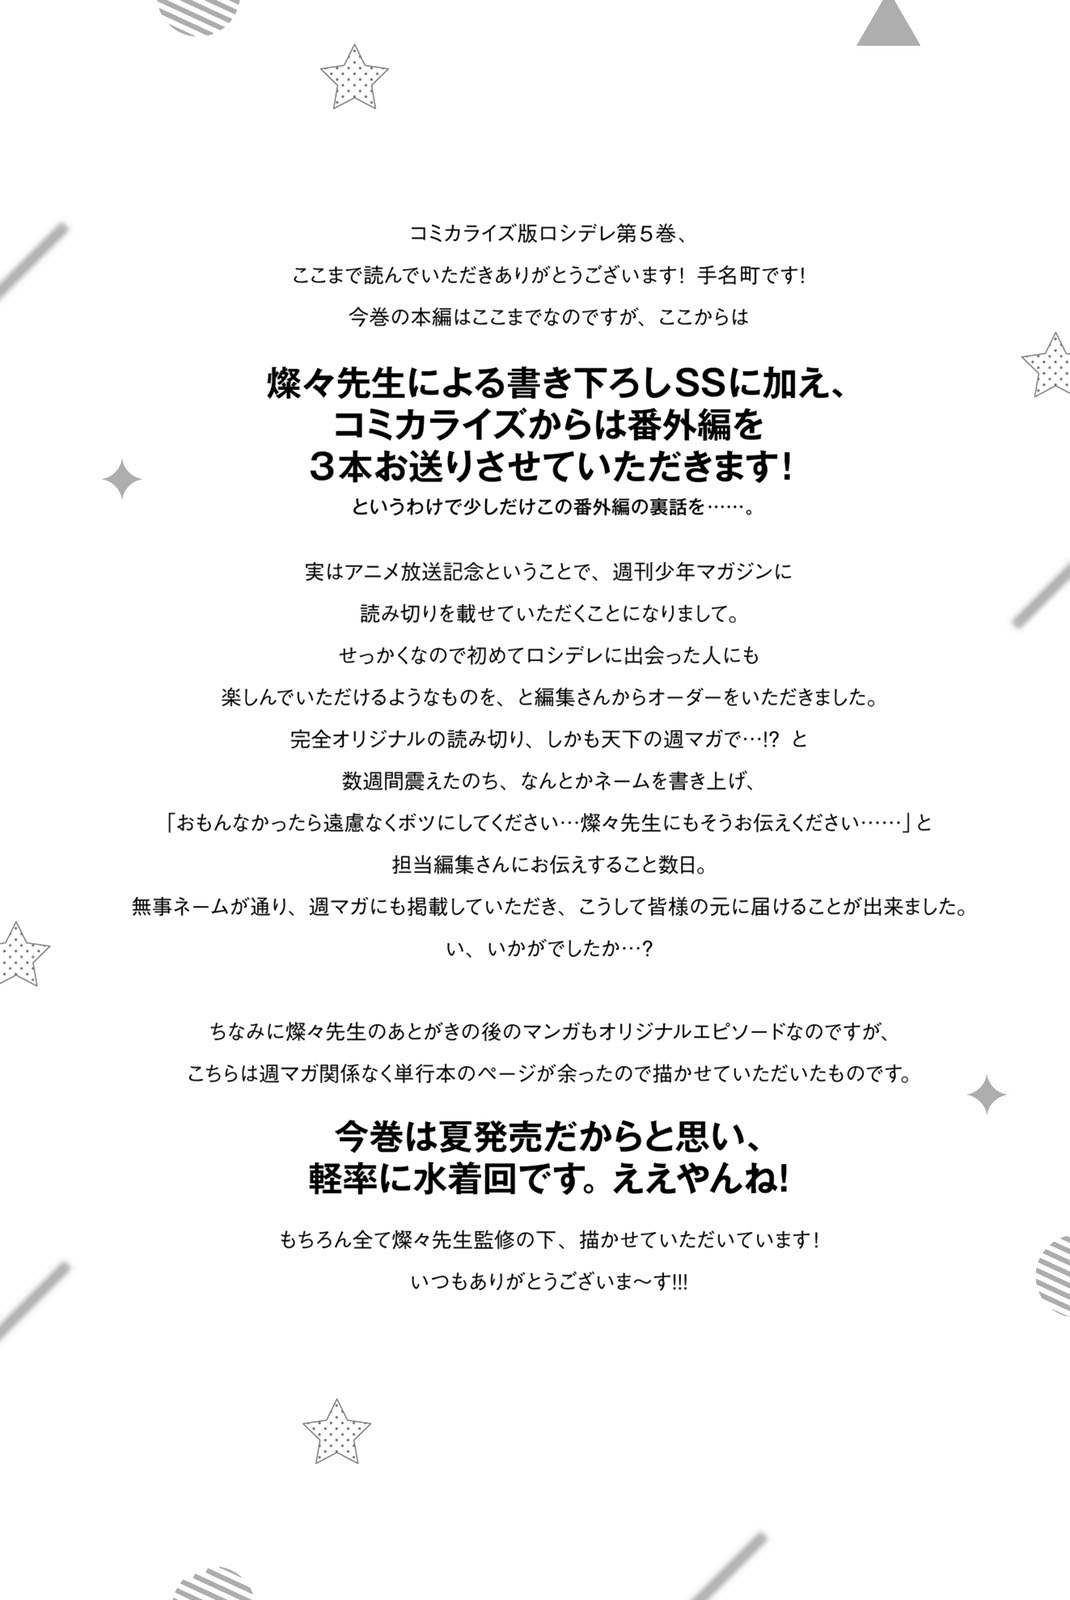 コミカライズ版ロシデレ第５巻、
ここまで読んでいただきありがとうございます! 手名町です!
今巻の本編はここまでなのですが、ここからは
燦々先生による書き下ろしSSに加え、
コミカライズからは番外編を
３本お送りさせていただきます!
というわけで少しだけこの番外編の裏話を……。
実はアニメ放送記念ということで、週刊少年マガジンに
読み切りを載せていただくことになりまして。
せっかくなので初めてロシデレに出会った人にも
楽しんでいただけるようなものを、と編集さんからオーダーをいただきました。
完全オリジナルの読み切り、しかも天下の週マガで…!? と
数週間震えたのち、なんとかネームを書き上げ、
「おもんなかったら遠慮なくボツにしてください…燦々先生にもそうお伝えください……」と
担当編集さんにお伝えすること数日。
無事ネームが通り、週マガにも掲載していただき、こうして皆様の元に届けることが出来ました。
い、いかがでしたか…?
ちなみに燦々先生のあとがきの後のマンガもオリジナルエピソードなのですが、
こちらは週マガ関係なく単行本のページが余ったので描かせていただいたものです。
今巻は夏発売だからと思い、
軽率に水着回です。ええやんね!
もちろん全て燦々先生監修の下、描かせていただいています!
いつもありがとうございま〜す!!!